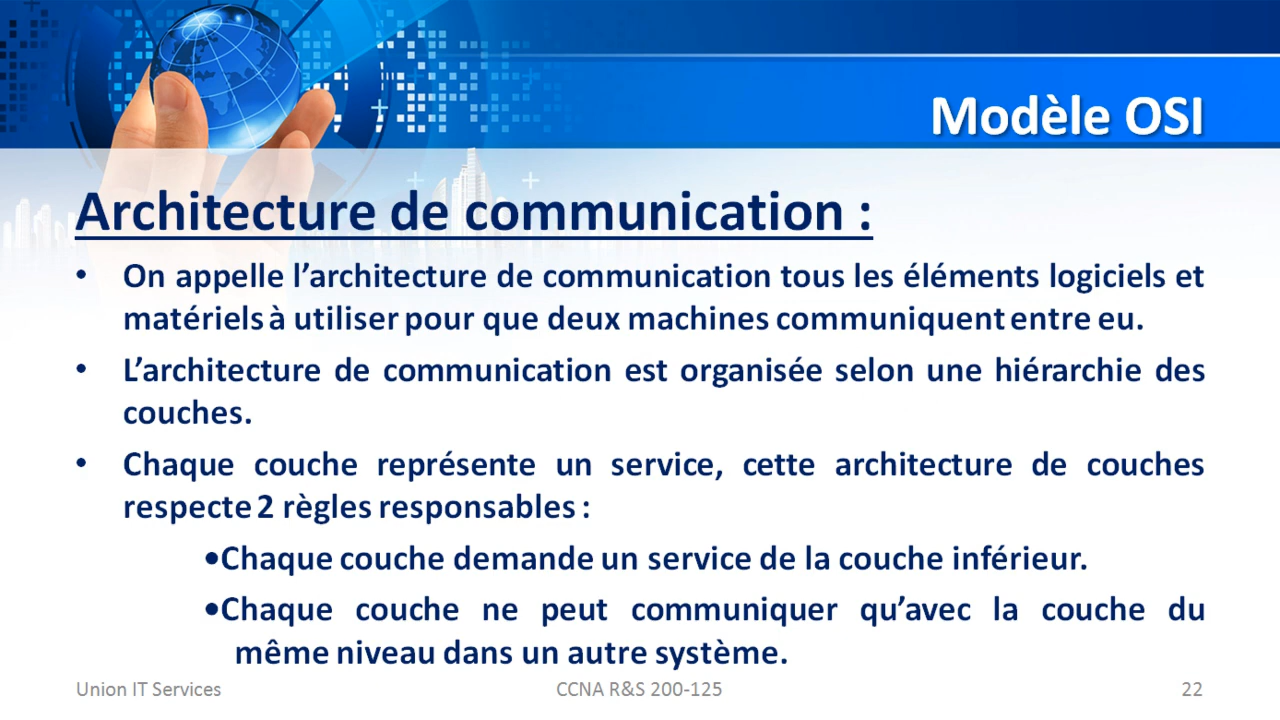 Modèle OSI
Architecture de communication :
• On appelle l’architecture de communication tous les éléments logiciels et
matériels à utiliser pour que deux machines communiquent entre eu.
• L’architecture de communication est organisée selon une hiérarchie des
couches.
• Chaque couche représente un service, cette architecture de couches
respecte 2 règles responsables :
•Chaque couche demande un service de la couche inférieur.
•Chaque couche ne peut communiquer qu’avec la couche du
même niveau dans un autre système.
Union IT Services CCNA R&S 200-125 22